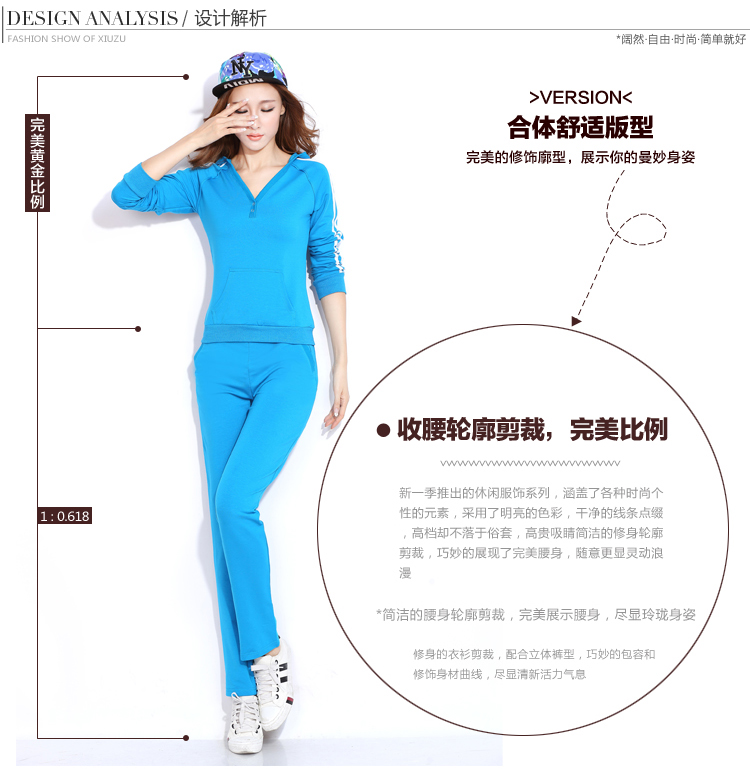 DESIGN ANALYSIS/ 设计解析
FASHION SHOW OF XIUZU
*阔然·自由·时尚·简单就好
NK
完美黄金比例
>VERSION<
合体舒适版型
完美的修饰廓型，展示你的曼妙身姿
● 收腰轮廓剪裁，完美比例
新一季推出的休闲服饰系列，涵盖了各种时尚个
性的元素，采用了明亮的色彩，干净的线条点缀
，高档却不落于俗套，高贵吸晴简洁的修身轮廓
剪裁，巧妙的展现了完美腰身，随意更显灵动浪
漫
1：0.618
*简洁的腰身轮廓剪裁，完美展示腰身，尽显玲珑身姿
修身的衣衫剪裁，配合立体裤型，巧妙的包容和
修饰身材曲线，尽显清新活力气息